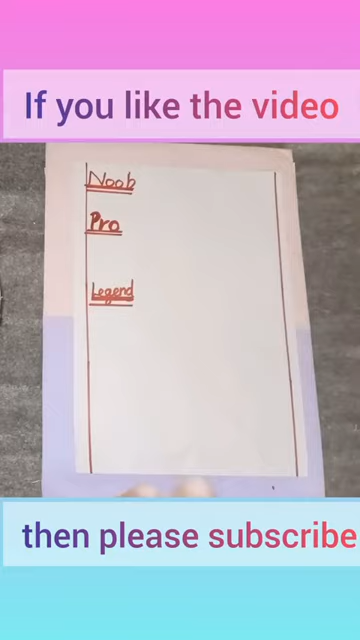 If you like the video
Noob
Pro
Legend
then please subscribe